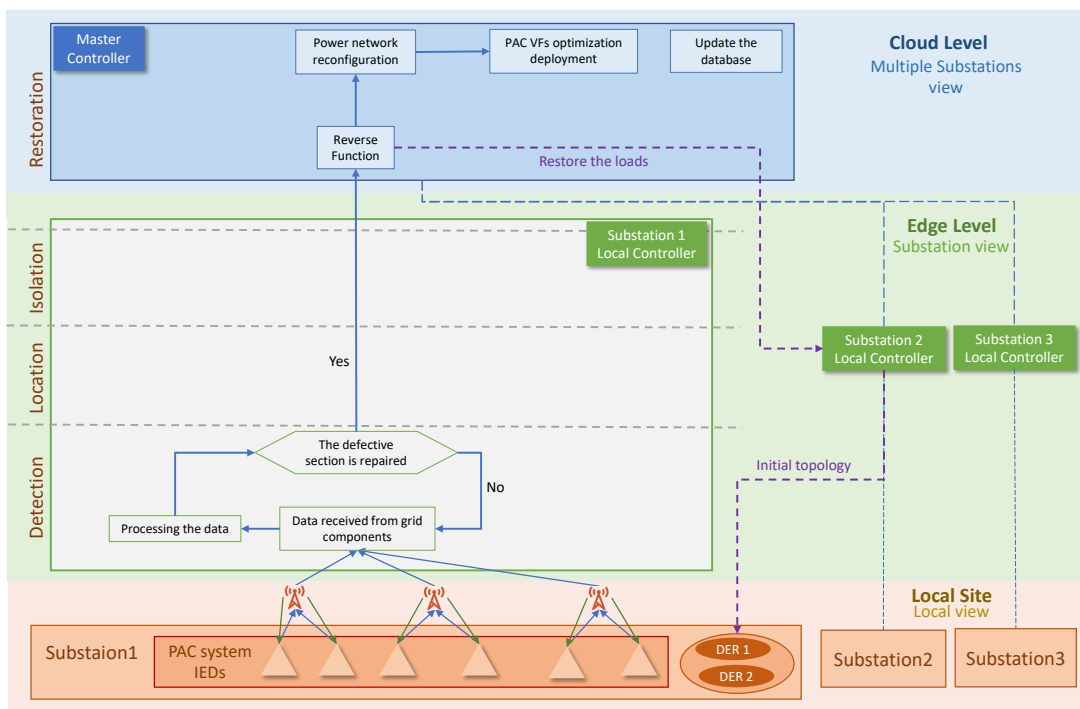 Master
Controller
Power network
reconfiguration
PAC VFs optimization
deployment
Update the
database
Cloud Level
Multiple Substations
view
Restoration
Reverse
Function
Restore the loads
Edge Level
Substation view
Substation 1
Local Controller
Isolation
Substation 2
Local Controller
Substation 3
Local Controller
Location
Yes
The defective
section is repaired
Initial topology
No
Detection
Processing the data
Data received from grid
components
Local Site
Local view
Substaion1
PAC system
IEDs
DER 1
DER 2
Substation2
Substation3